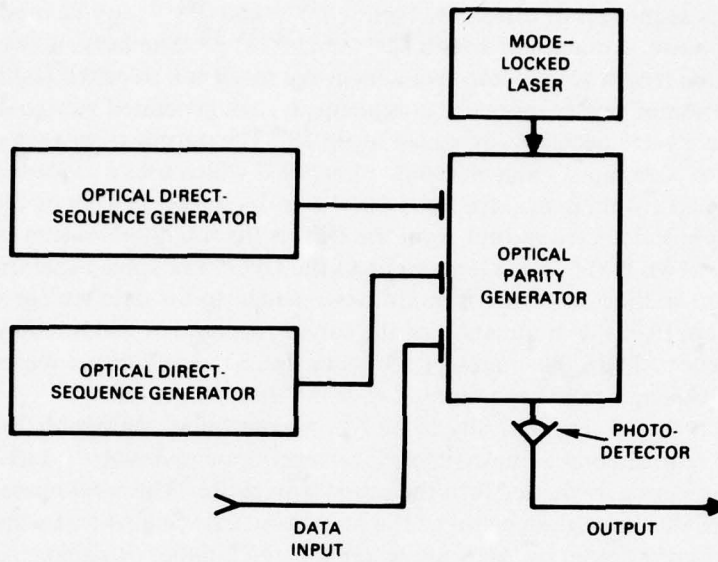 MODE-
LOCKED
LASER
OPTICAL DIRECT-
SEQUENCE GENERATOR
OPTICAL
PARITY
GENERATOR
OPTICAL DIRECT-
SEQUENCE GENERATOR
PHOTO-
DETECTOR
DATA
INPUT
OUTPUT